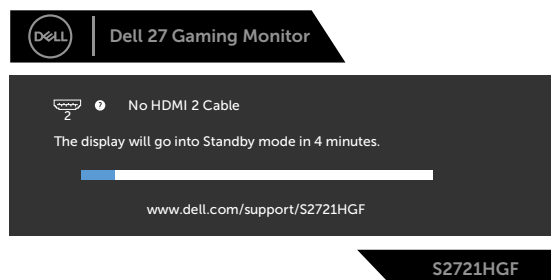 DELL
Dell 27 Gaming Monitor
? No HDMI 2 Cable
2
The display will go into Standby mode in 4 minutes.
www.dell.com/support/S2721HGF
S2721HGF